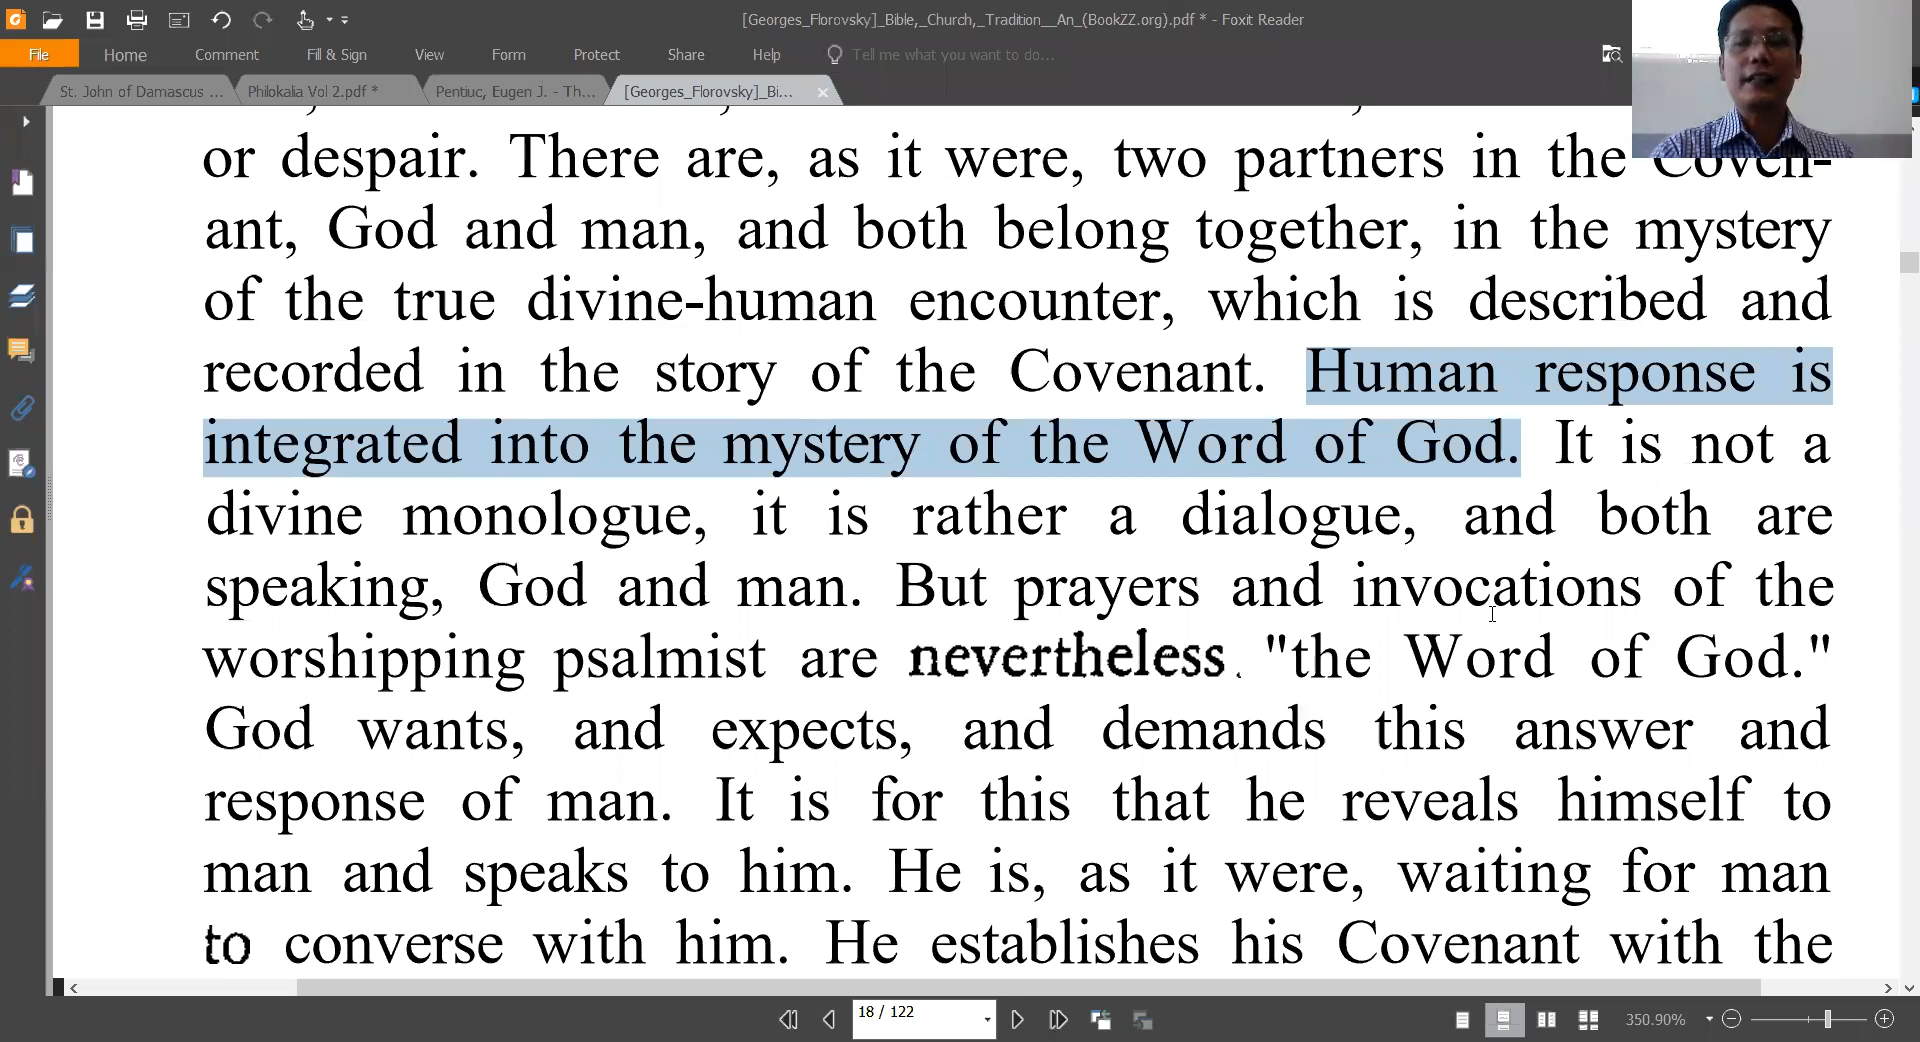 [Georges_Florovsky]_Bible,_Church,_Tradition__An_(BookZZ.org).pdf * - Foxit Reader
File Home Comment Fill & Sign View Form Protect Share Help Tell me what you want to do...
St. John of Damascus ... Philokalia Vol 2.pdf * Pentiuc, Eugen J. - Th... [Georges_Florovsky]_Bi...
or despair. There are, as it were, two partners in the Coven-
ant, God and man, and both belong together, in the mystery
of the true divine-human encounter, which is described and
recorded in the story of the Covenant. Human response is
integrated into the mystery of the Word of God. It is not a
divine monologue, it is rather a dialogue, and both are
speaking, God and man. But prayers and invocations of the
worshipping psalmist are nevertheless. "the Word of God."
God wants, and expects, and demands this answer and
response of man. It is for this that he reveals himself to
man and speaks to him. He is, as it were, waiting for man
to converse with him. He establishes his Covenant with the
18 / 122
350.90%